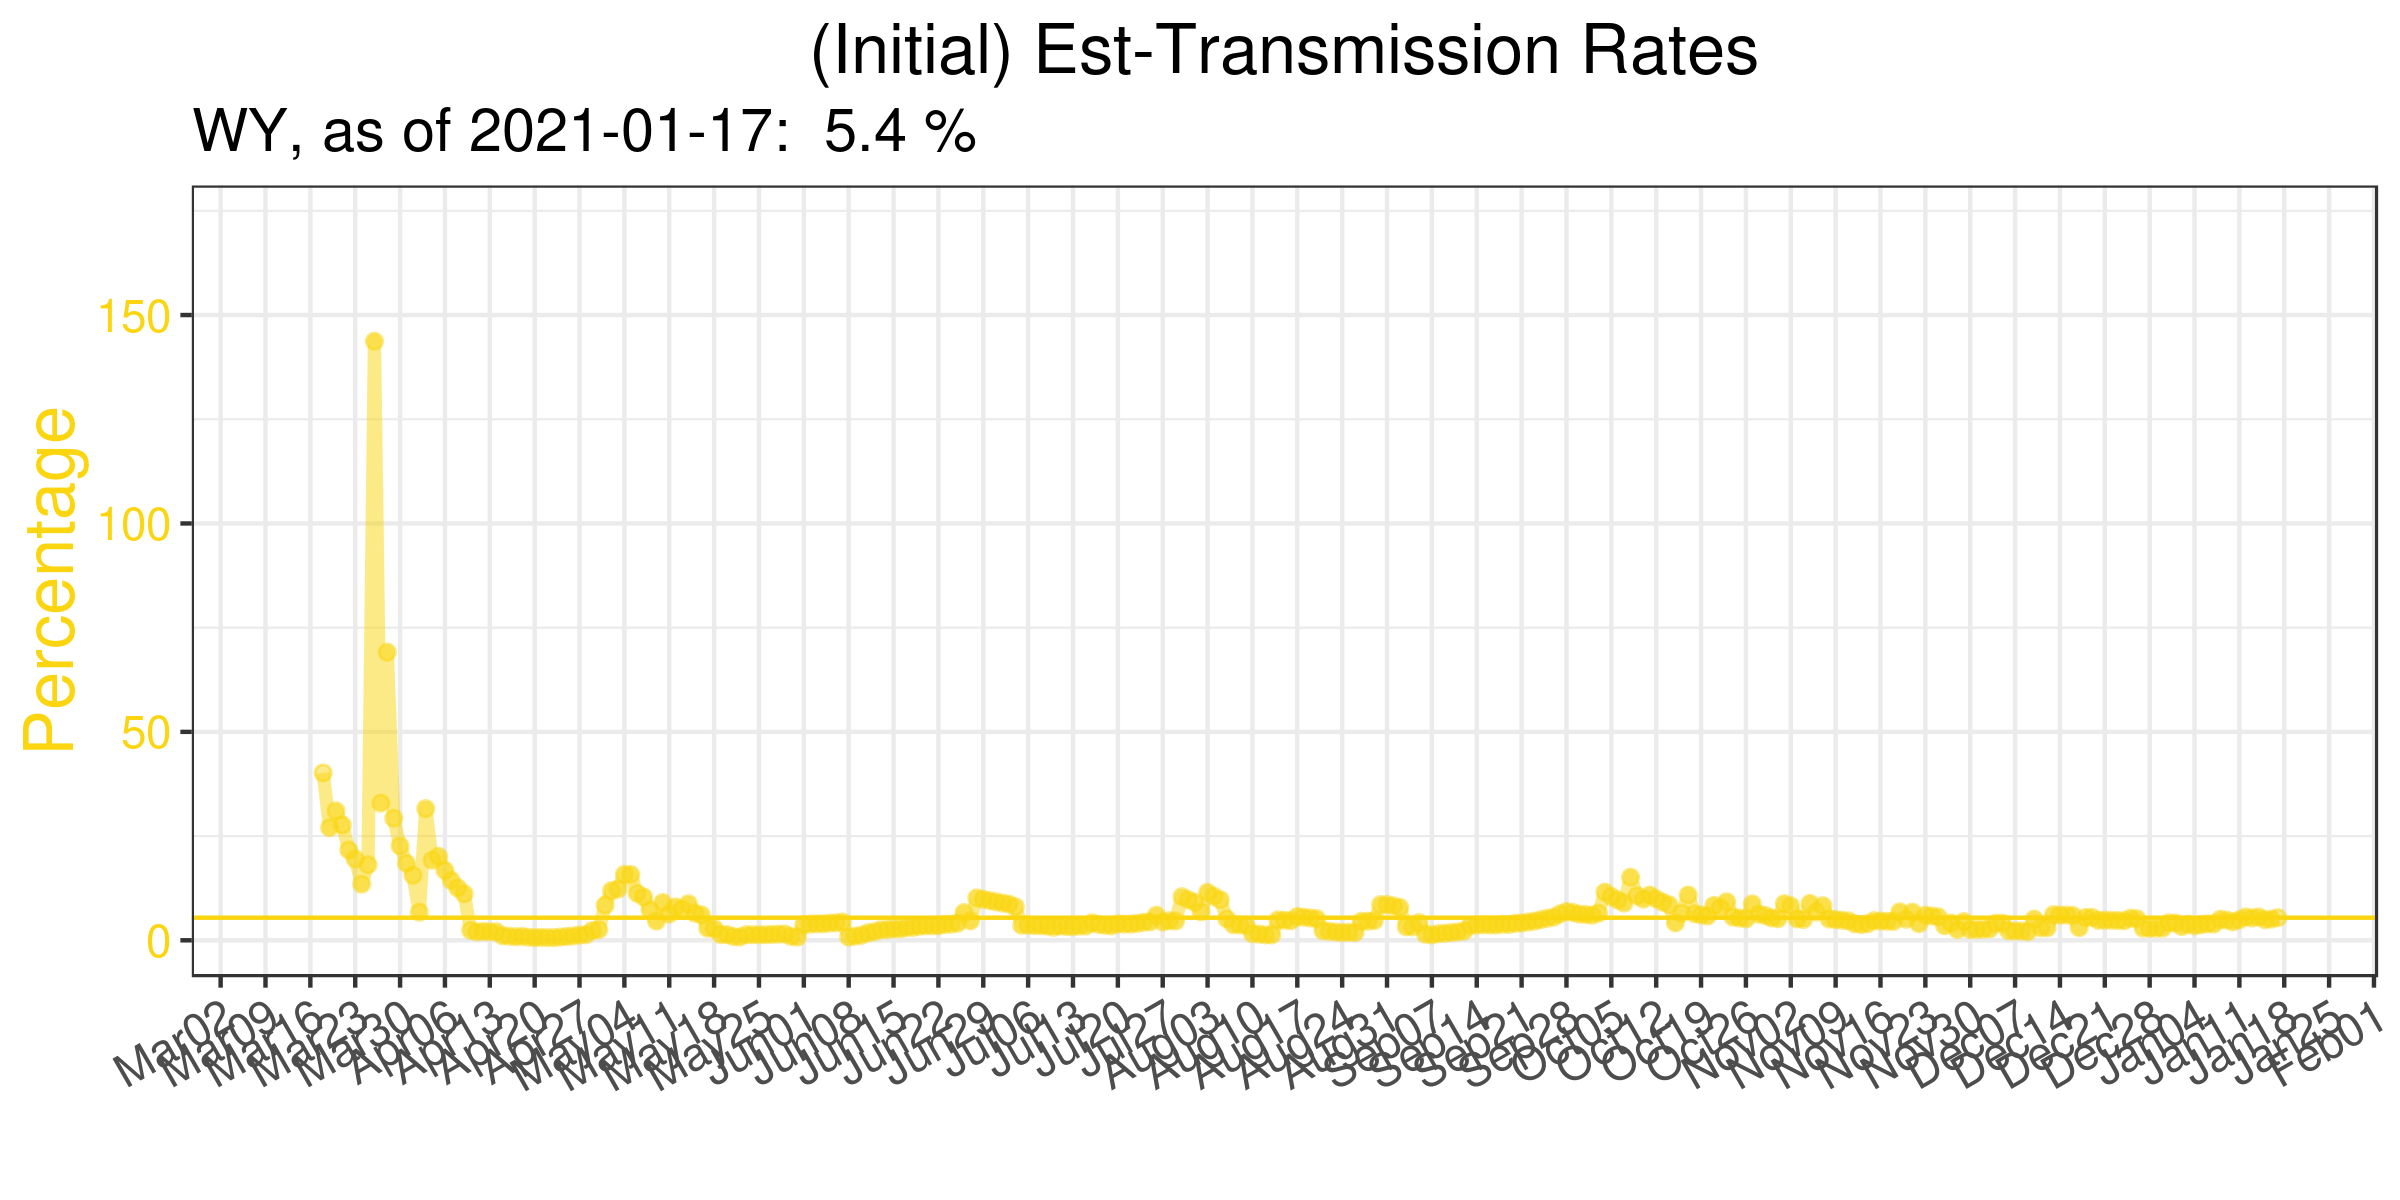 (Initial) Est-Transmission Rates
WY, as of 2021-01-17:  5.4 %
Percentage
150
100
50
0
Mar02
Mar09
Mar16
Mar23
Mar30
Apr06
Apr13
Apr20
Apr27
May04
May11
May18
May25
Jun01
Jun08
Jun15
Jun22
Jun29
Jul06
Jul13
Jul20
Jul27
Aug03
Aug10
Aug17
Aug24
Aug31
Sep07
Sep14
Sep21
Sep28
Oct05
Oct12
Oct19
Oct26
Nov02
Nov09
Nov16
Nov23
Nov30
Dec07
Dec14
Dec21
Dec28
Jan04
Jan11
Jan18
Jan25
Feb01